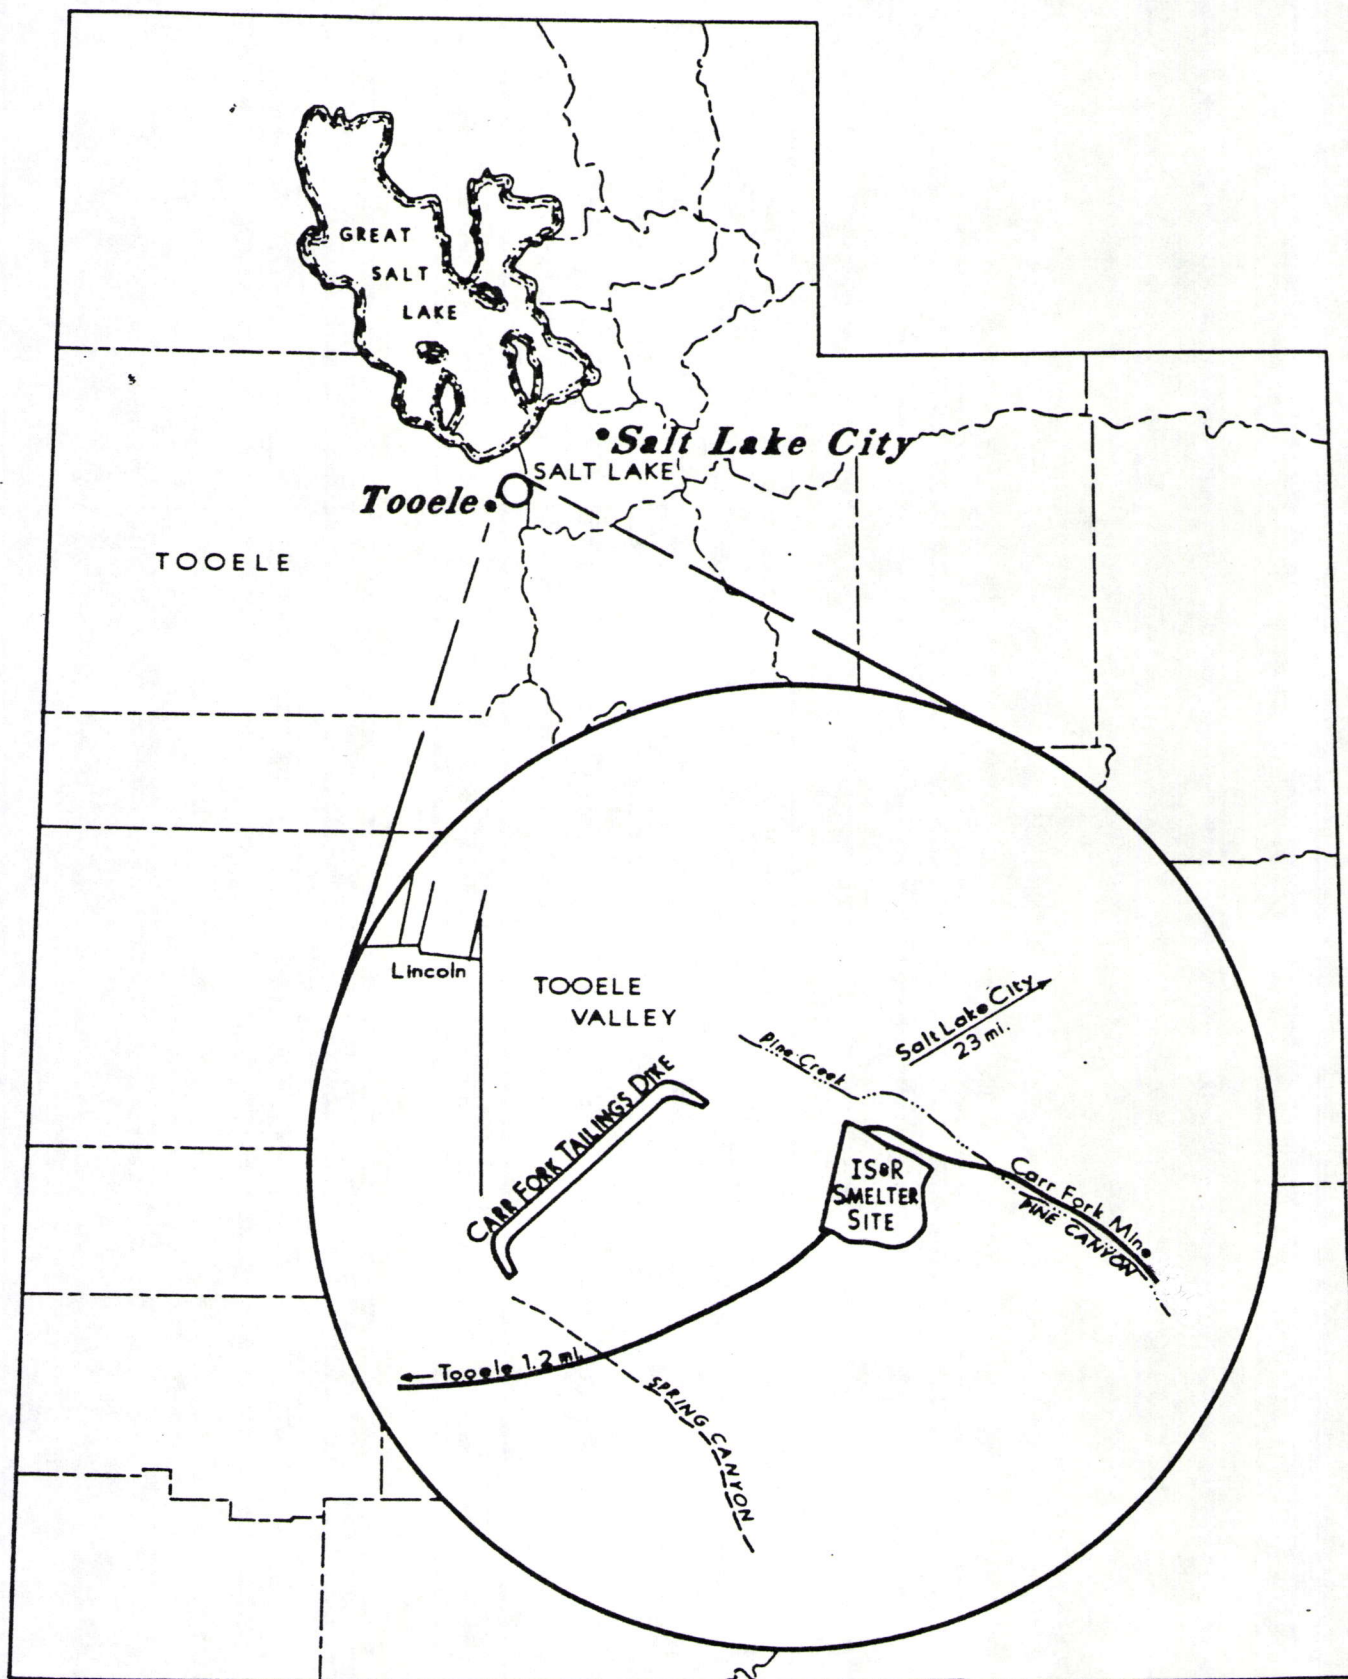 GREAT
SALT
LAKE
Salt Lake City
SALT LAKE
Tooele
TOOELE
Lincoln
TOOELE
VALLEY
Salt Lake City
23 mi.
Pine Creek
CARR FORK TAILINGS DIKE
IS&R
SMELTER
SITE
Carr Fork Mine
PINE CANYON
Tooele 1.2 mi.
SPRING CANYON